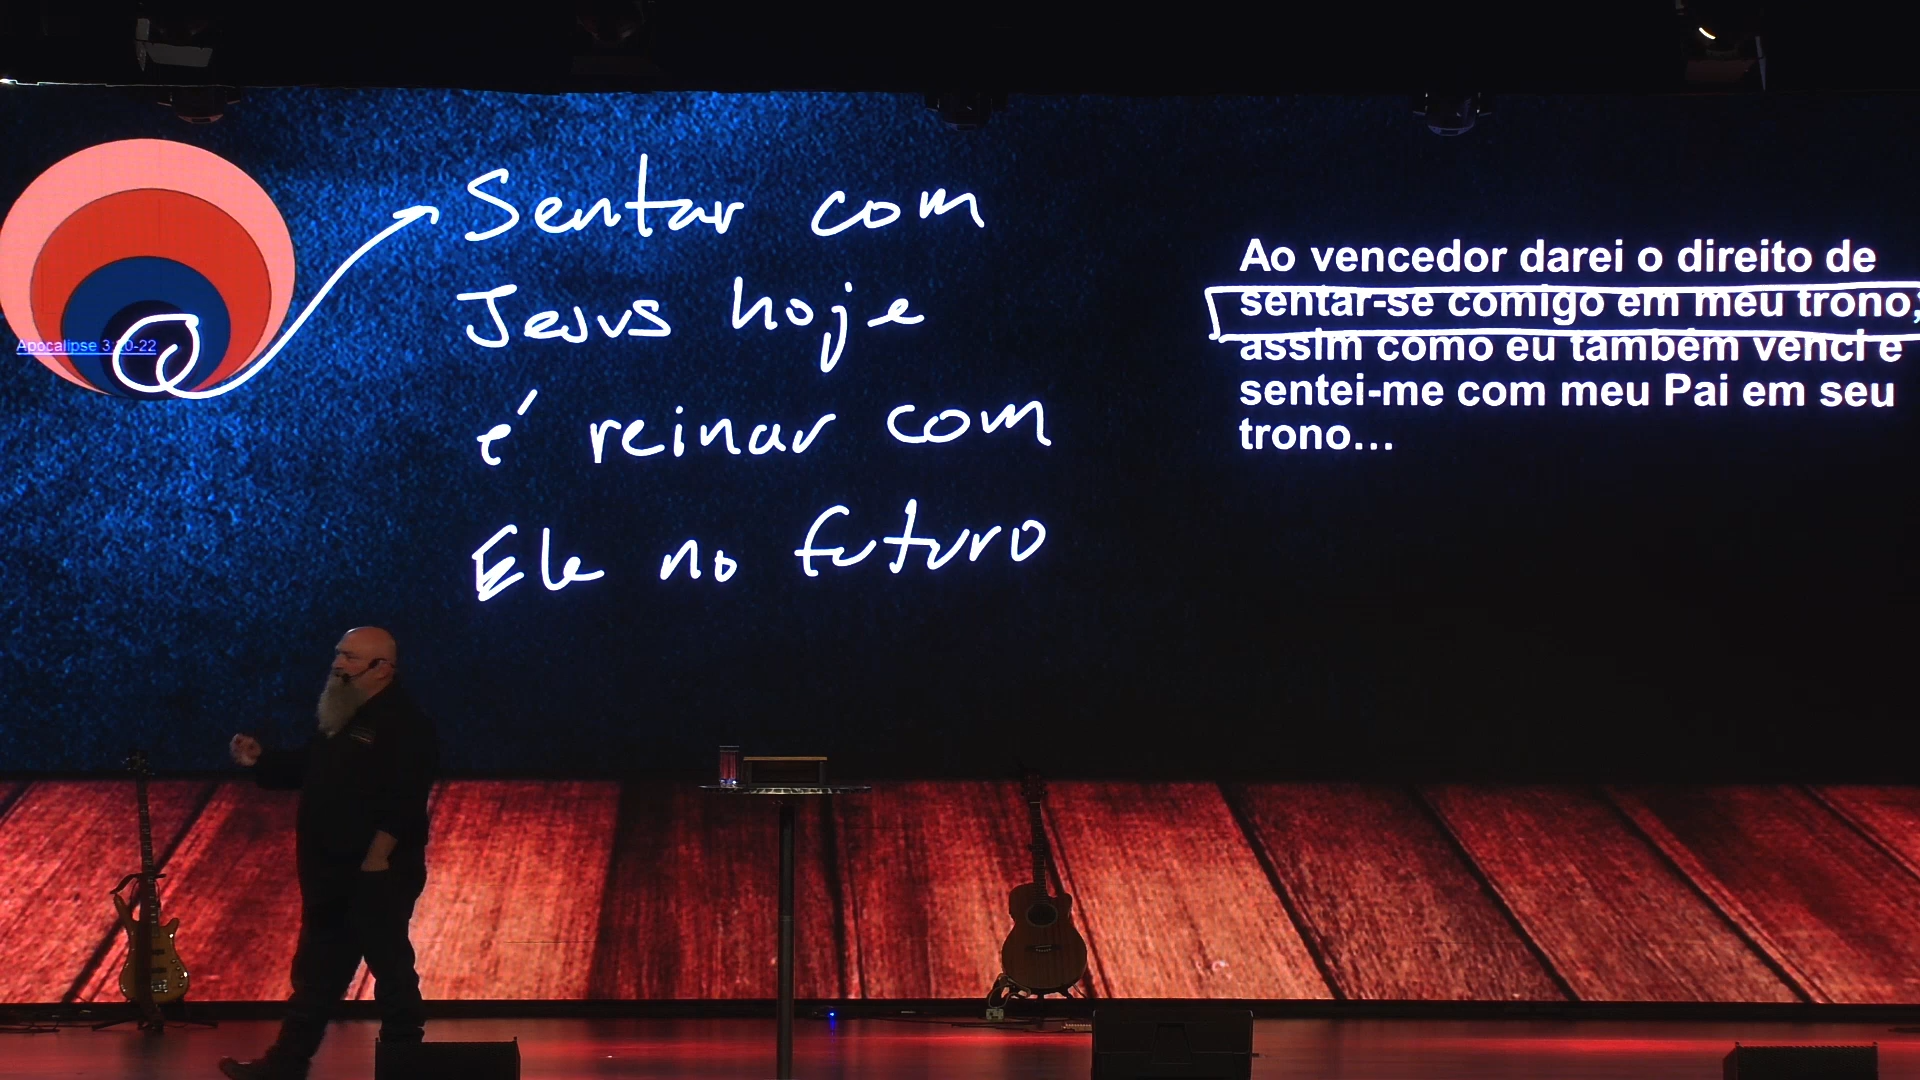 Sentar com
Jesus hoje
é reinar com
Ele no futuro
Ao vencedor darei o direito de
sentar-se comigo em meu trono,
assim como eu também venci e
sentei-me com meu Pai em seu
trono...
Apocalipse 3:20-22